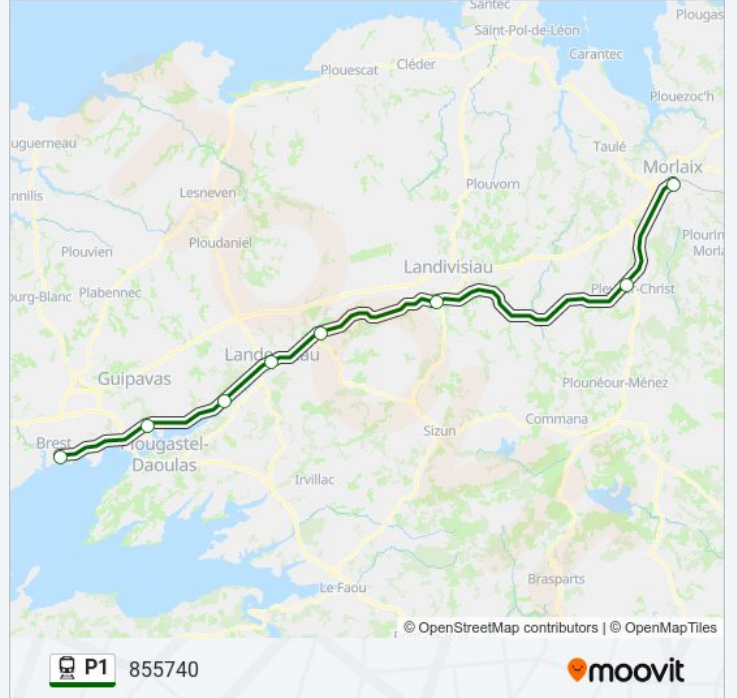 Santec
Plougas
Saint-Pol-de-Léon
Carantec
Plouescat
Cléder
Plouezoc'h
uguerneau
Taulé
Morlaix
nnilis
Lesneven
Plouvorn
Ploudaniel
Plourin
Morla
Plouvien
Landivisiau
ourg-Blanc
Plabennec
Guipavas
Plounéour-Ménez
Commana
Sizun
Brest
Daoulas
Irvillac
Brasparts
Le Faou
© OpenStreetMap contributors | © OpenMapTiles
P1 855740
moovit